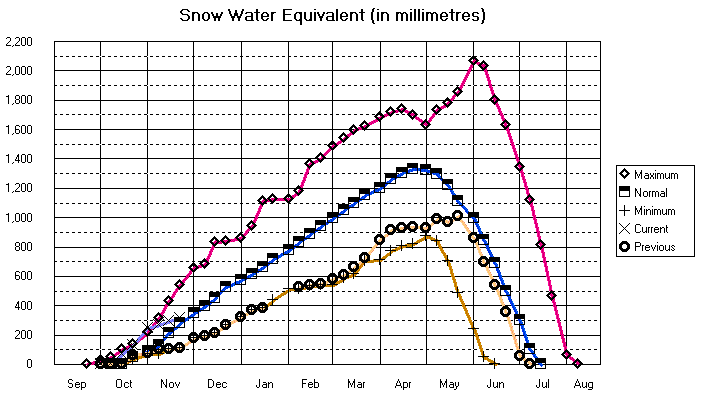 Snow Water Equivalent (in millimetres)
2,200
2,000
1,800
1,600
1,400
1,200
1,000
800
600
400
200
0
Sep Oct Nov Dec Jan Feb Mar Apr May Jun Jul Aug
Maximum
Normal
Minimum
Current
Previous